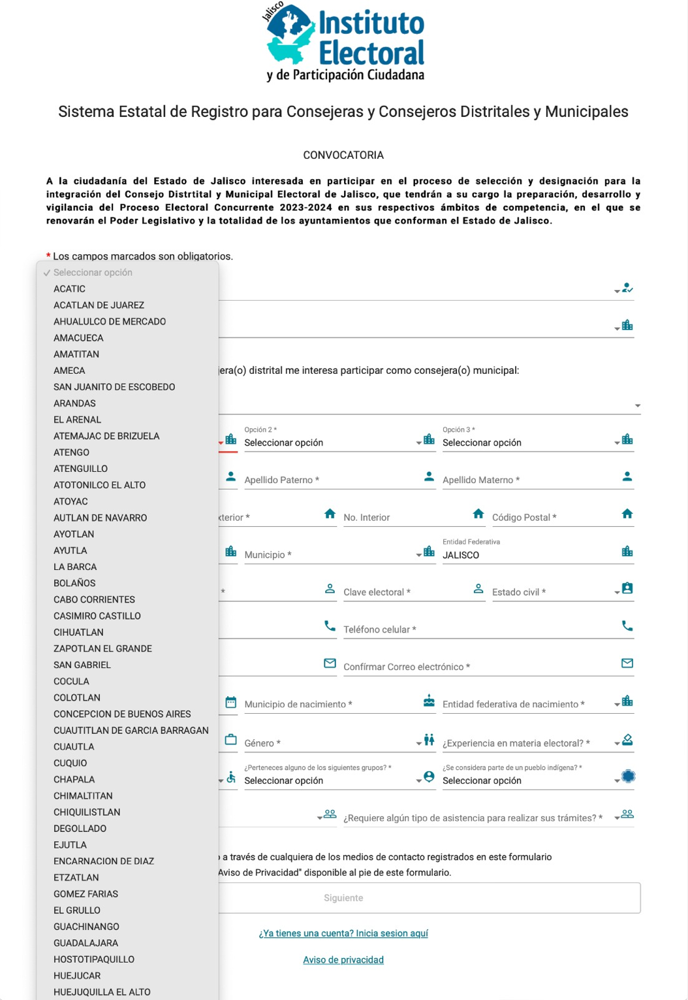 Jalisco
Instituto
Electoral
y de Participación Ciudadana
Sistema Estatal de Registro para Consejeras y Consejeros Distritales y Municipales
CONVOCATORIA
A la ciudadanía del Estado de Jalisco interesada en participar en el proceso de selección y designación para la
integración del Consejo Distrtital y Municipal Electoral de Jalisco, que tendrán a su cargo la preparación, desarrollo y
vigilancia del Proceso Electoral Concurrente 2023-2024 en sus respectivos ámbitos de competencia, en el que se
renovarán el Poder Legislativo y la totalidad de los ayuntamientos que conforman el Estado de Jalisco.
* Los campos marcados son obligatorios.
✓ Seleccionar opción
ACATIC
ACATLAN DE JUAREZ
AHUALULCO DE MERCADO
AMACUECA
AMATITAN
AMECA
SAN JUANITO DE ESCOBEDO
ARANDAS
EL ARENAL
ATEMAJAC DE BRIZUELA
ATENGO
ATENGUILLO
ATOTONILCO EL ALTO
ATOYAC
AUTLAN DE NAVARRO
AYOTLAN
AYUTLA
LA BARCA
BOLAÑOS
CABO CORRIENTES
CASIMIRO CASTILLO
CIHUATLAN
ZAPOTLAN EL GRANDE
SAN GABRIEL
COCULA
COLOTLAN
CONCEPCION DE BUENOS AIRES
CUAUTITLAN DE GARCIA BARRAGAN
CUAUTLA
CUQUIO
CHAPALA
CHIMALTITAN
CHIQUILISTLAN
DEGOLLADO
EJUTLA
ENCARNACION DE DIAZ
ETZATLAN
GOMEZ FARIAS
EL GRULLO
GUACHINANGO
GUADALAJARA
HOSTOTIPAQUILLO
HUEJUCAR
HUEJUQUILLA EL ALTO
jera(o) distrital me interesa participar como consejera(o) municipal:
Opción 2 *
Seleccionar opción
Opción 3 *
Seleccionar opción
Apellido Paterno *
Apellido Materno *
xterior *
No. Interior
Código Postal *
Municipio *
Entidad Federativa
JALISCO
*
Clave electoral *
Estado civil *
Teléfono celular *
Confírmar Correo electrónico *
Municipio de nacimiento *
Entidad federativa de nacimiento *
Género *
¿Experiencia en materia electoral? *
¿Perteneces alguno de los siguientes grupos? *
Seleccionar opción
¿Se considera parte de un pueblo indígena? *
Seleccionar opción
¿Requiere algún tipo de asistencia para realizar sus trámites? *
o a través de cualquiera de los medios de contacto registrados en este formulario
Aviso de Privacidad" disponible al pie de este formulario.
Siguiente
¿Ya tienes una cuenta? Inicia sesion aquí
Aviso de privacidad